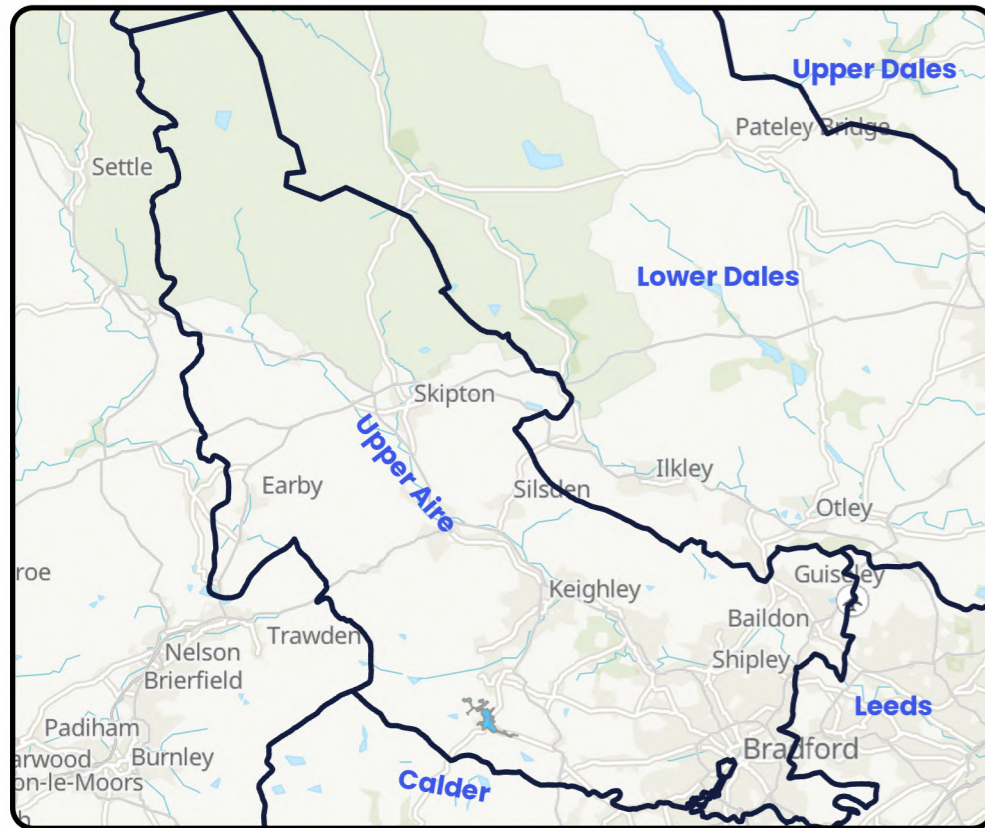 Upper Dales
Pateley Bridge
Settle
Lower Dales
Skipton
Upper Aire
Earby
Silsden
Ilkley
Otley
roe
Guiseley
Keighley
Baildon
Trawden
Nelson
Shipley
Brierfield
Leeds
Padiham
Bradford
arwood
Burnley
on-le-Moors
Calder
h